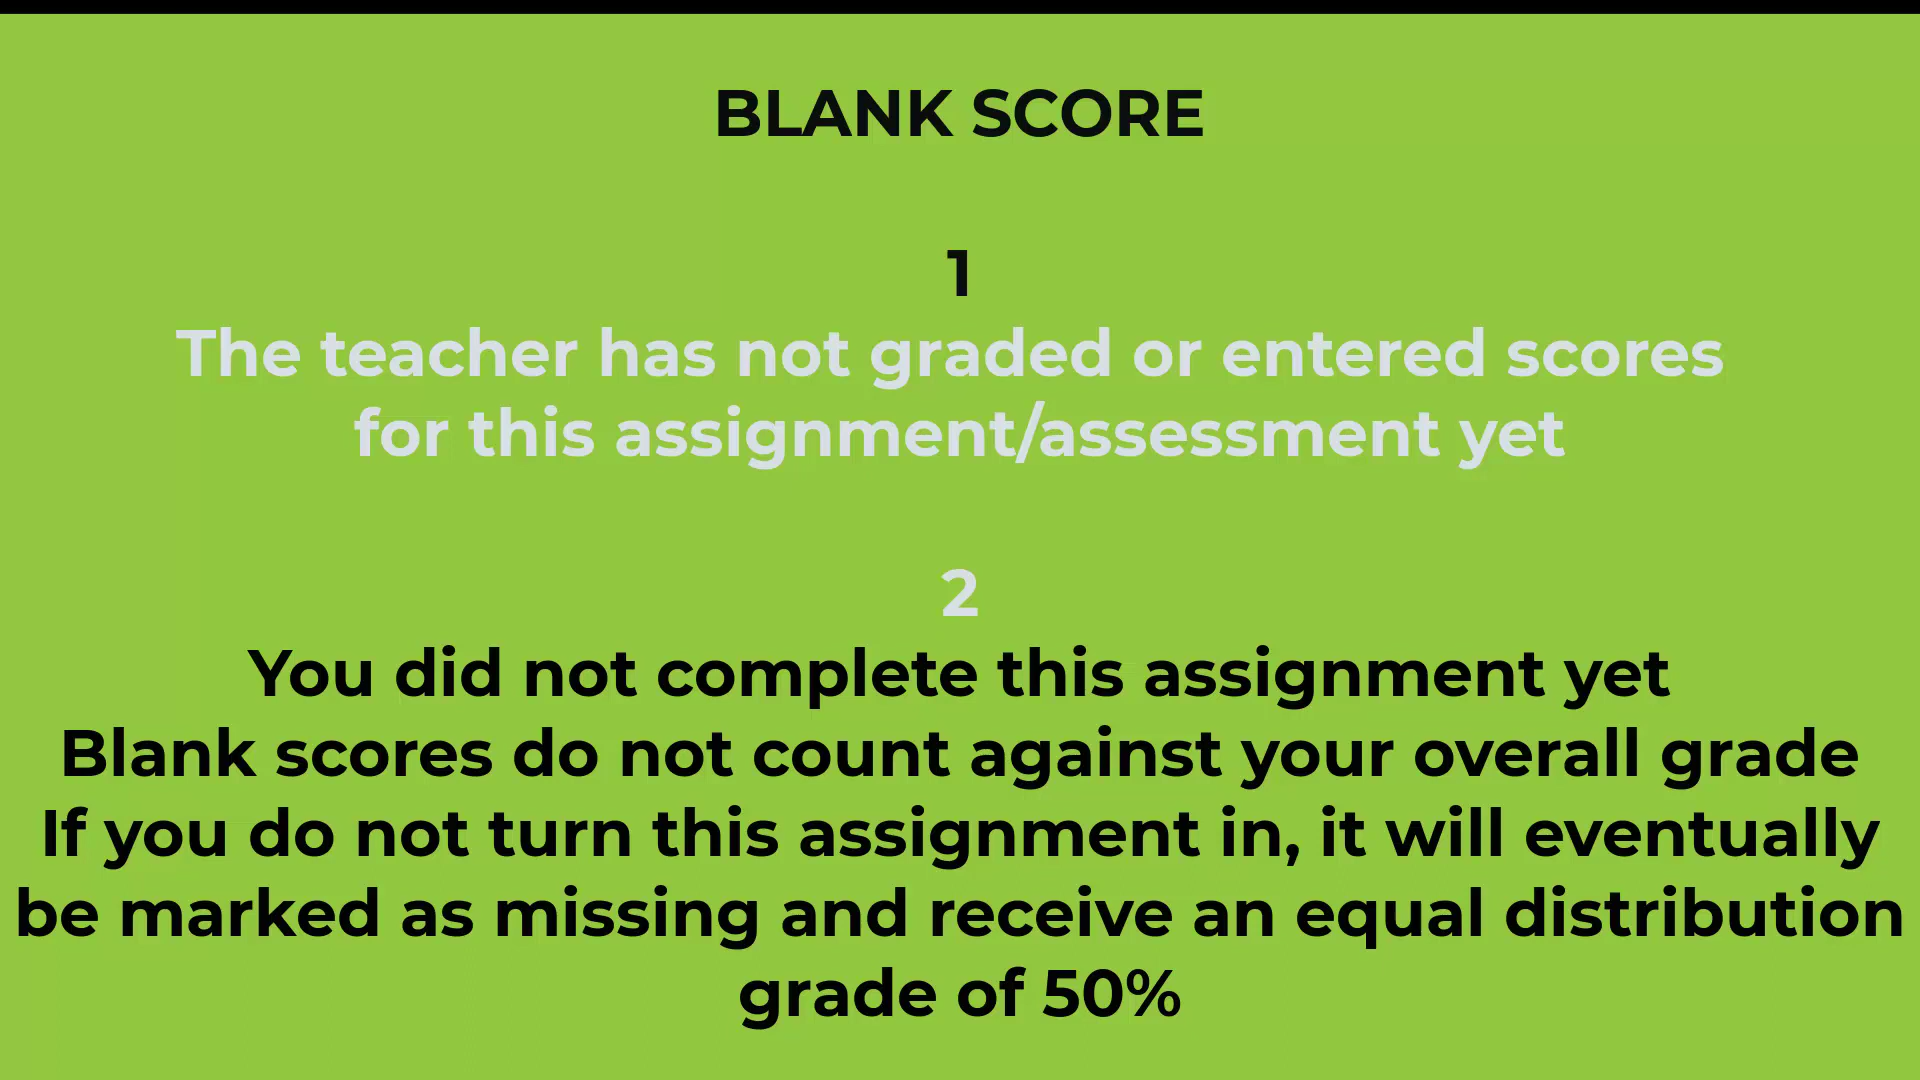 BLANK SCORE
1
The teacher has not graded or entered scores
for this assignment/assessment yet
2
You did not complete this assignment yet
Blank scores do not count against your overall grade
If you do not turn this assignment in, it will eventually
be marked as missing and receive an equal distribution
grade of 50%